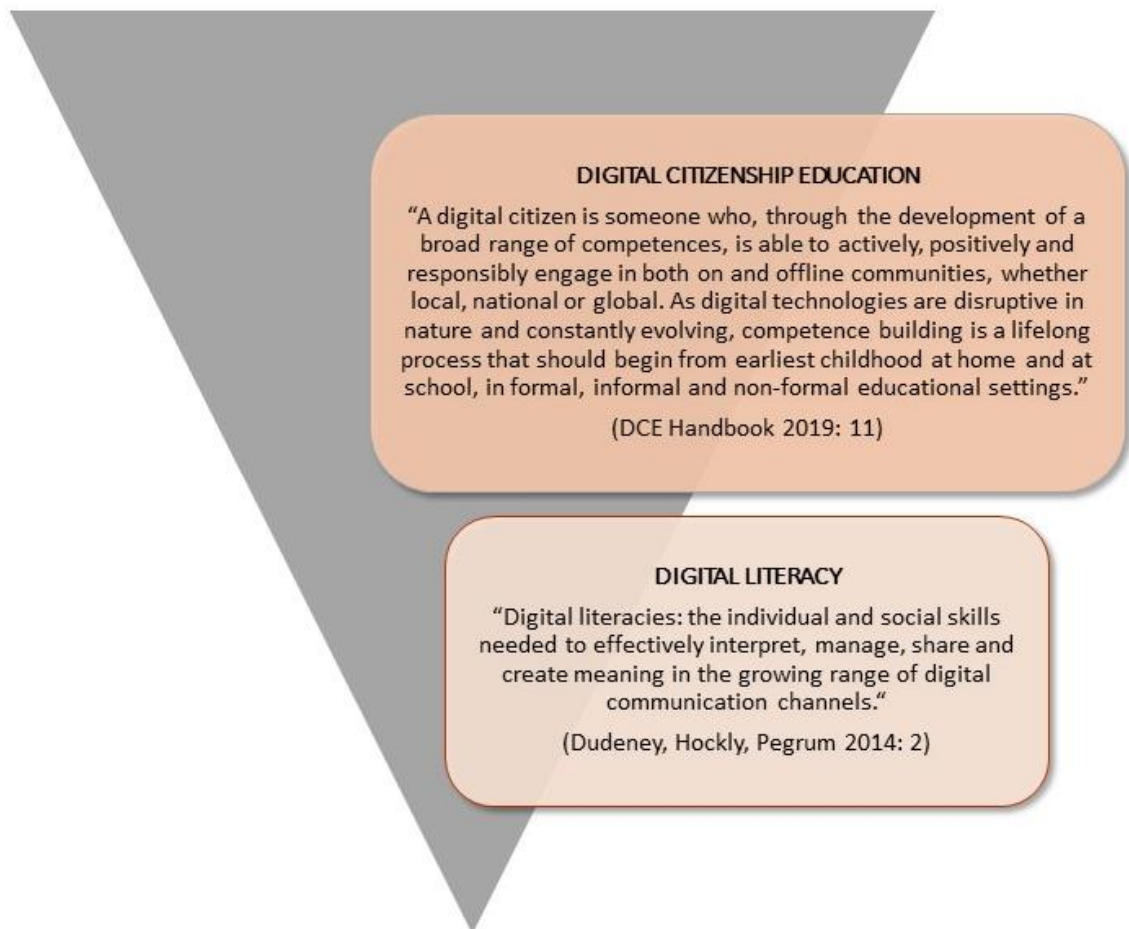 DIGITAL CITIZENSHIP EDUCATION
“A digital citizen is someone who, through the development of a
broad range of competences, is able to actively, positively and
responsibly engage in both on and offline communities, whether
local, national or global. As digital technologies are disruptive in
nature and constantly evolving, competence building is a lifelong
process that should begin from earliest childhood at home and at
school, in formal, informal and non-formal educational settings.”
(DCE Handbook 2019: 11)
DIGITAL LITERACY
“Digital literacies: the individual and social skills
needed to effectively interpret, manage, share and
create meaning in the growing range of digital
communication channels.“
(Dudeney, Hockly, Pegrum 2014: 2)